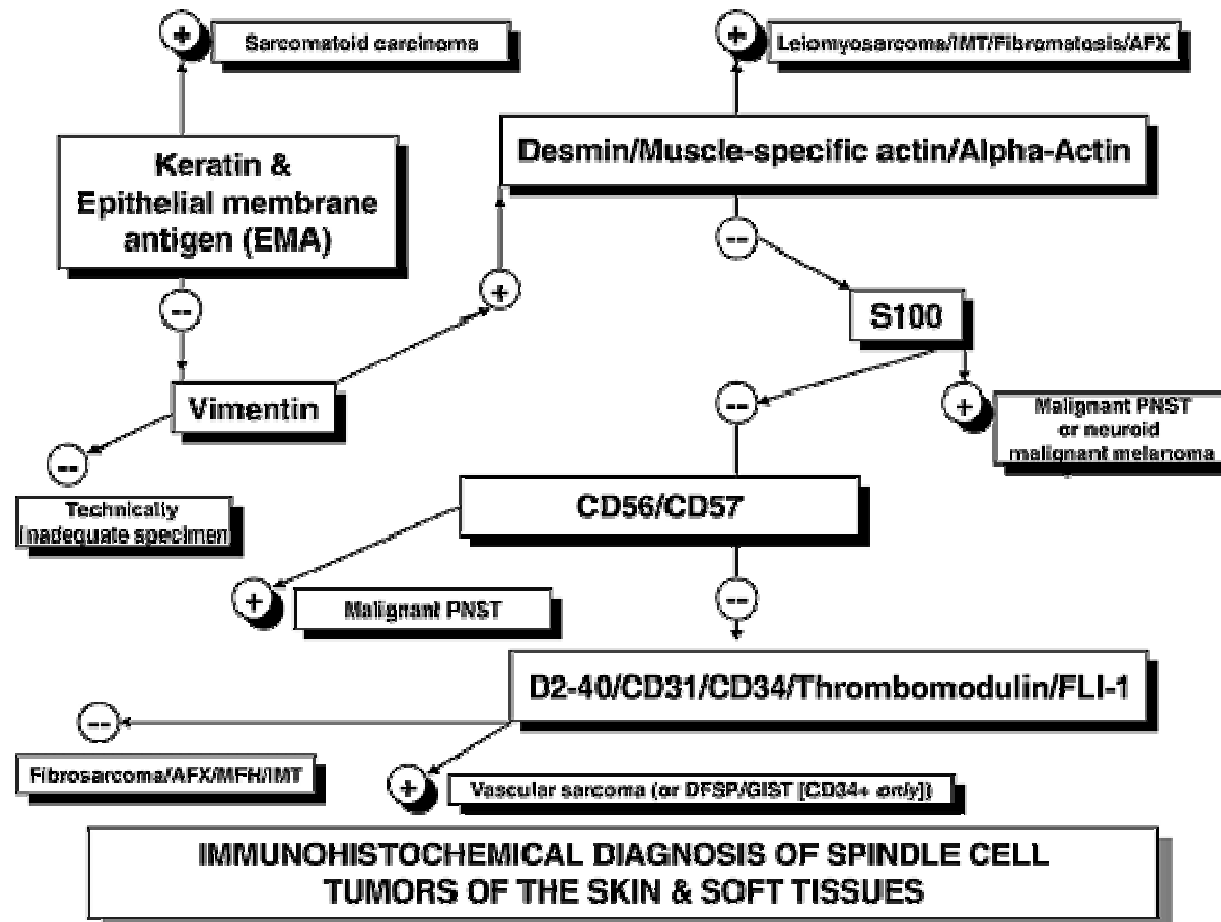 +
Sarcomatoid carcinoma
+
Leiomyosarcoma/IMT/Fibromatosis/AFX
Keratin &
Epithelial membrane
antigen (EMA)
Desmin/Muscle-specific actin/Alpha-Actin
--
+
--
S100
Vimentin
--
+
Malignant PNST
or neuroid
malignant melanoma
--
Technically
inadequate specimen
CD56/CD57
+
Malignant PNST
--
D2-40/CD31/CD34/Thrombomodulin/FLI-1
--
Fibrosarcoma/AFX/MFH/IMT
+
Vascular sarcoma (or DFSP/GIST [CD34+ only])
IMMUNOHISTOCHEMICAL DIAGNOSIS OF SPINDLE CELL
TUMORS OF THE SKIN & SOFT TISSUES